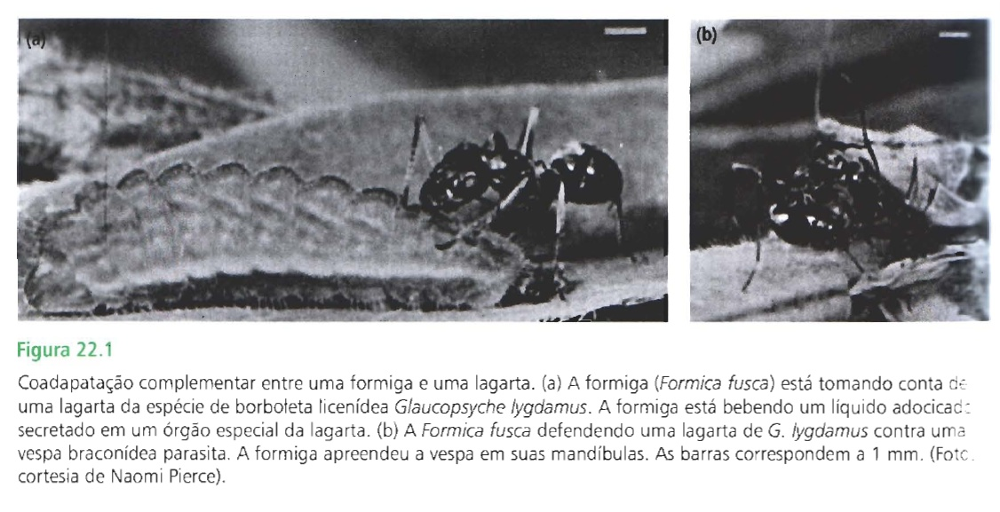 (a)
(b)
Figura 22.1
Coadapatação complementar entre uma formiga e uma lagarta. (a) A formiga (Formica fusca) está tomando conta de
uma lagarta da espécie de borboleta licenídea Glaucopsyche lygdamus. A formiga está bebendo um líquido adocicado
secretado em um órgão especial da lagarta. (b) A Formica fusca defendendo uma lagarta de G. lygdamus contra uma
vespa braconídea parasita. A formiga apreendeu a vespa em suas mandíbulas. As barras correspondem a 1 mm. (Foto
cortesia de Naomi Pierce).